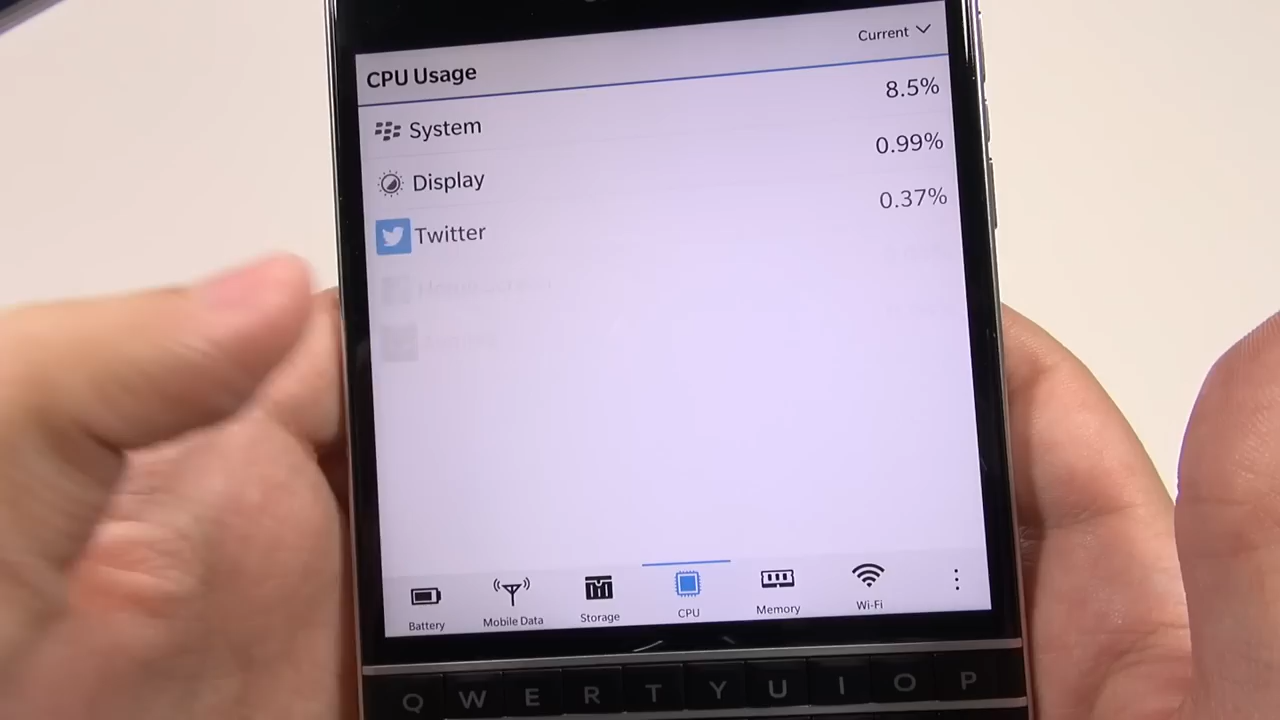 Current
CPU Usage
System 8.5%
Display 0.99%
Twitter 0.37%
Battery Mobile Data Storage CPU Memory Wi-Fi
Q W E R T Y U I O P